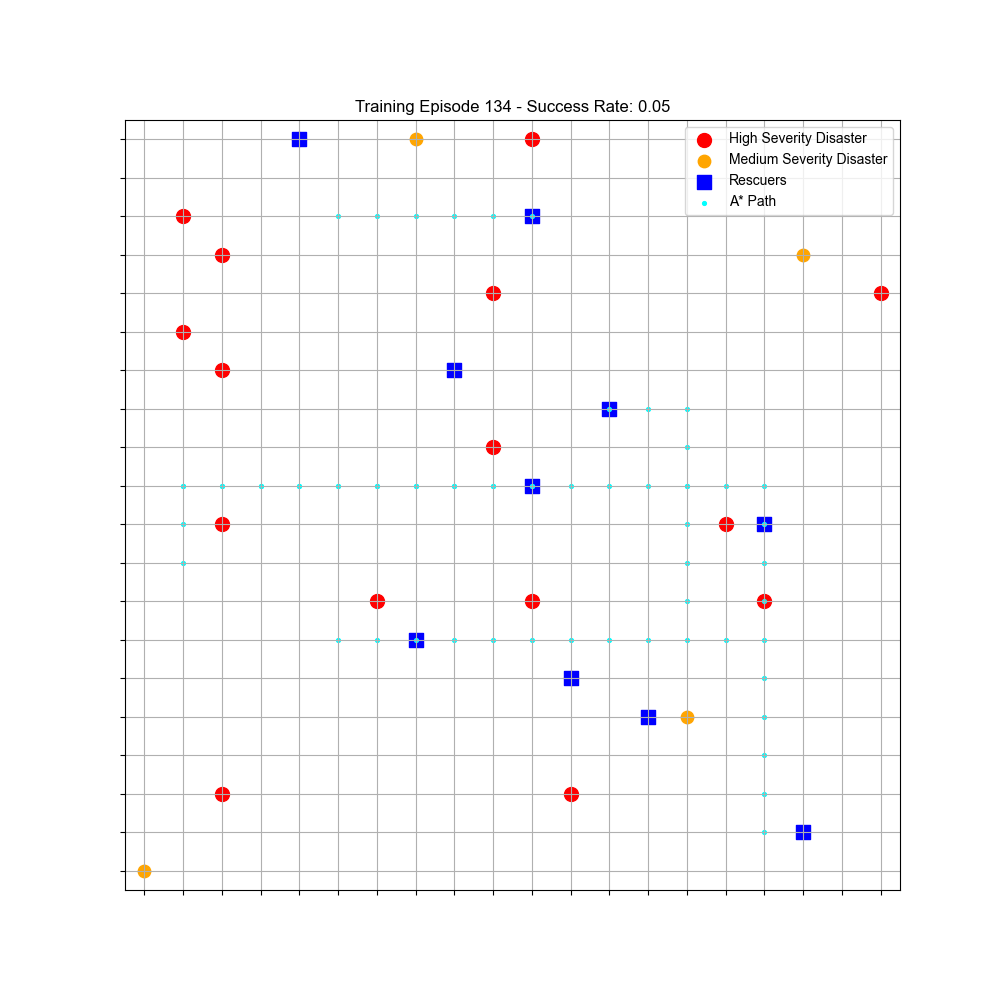 Training Episode 134 - Success Rate: 0.05
High Severity Disaster
Medium Severity Disaster
Rescuers
A* Path